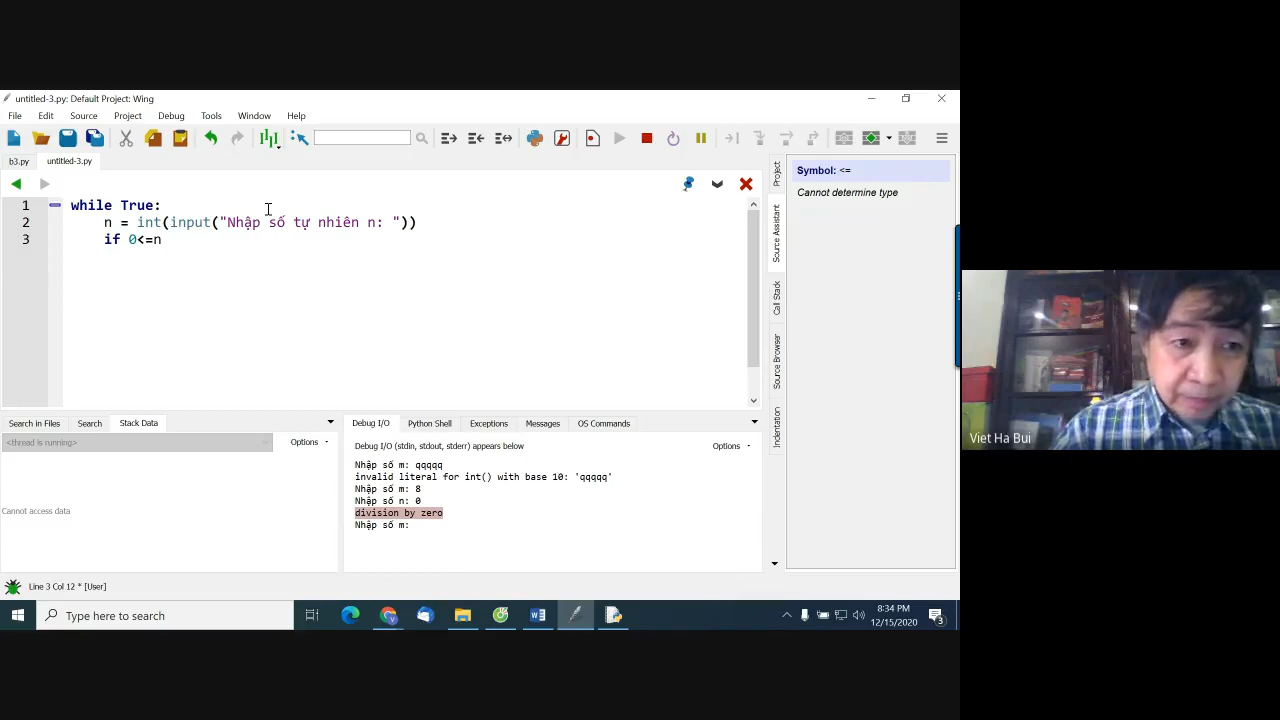 untitled-3.py: Default Project: Wing
File Edit Source Project Debug Tools Window Help
b3.py untitled-3.py
1 while True:
2 n = int(input("Nhập số tự nhiên n: "))
3 if 0<=n
Project
Source Assistant
Call Stack
Source Browser
Indentation
Symbol: <=
Cannot determine type
Search in Files Search Stack Data
<thread is running> Options
Cannot access data
Debug I/O Python Shell Exceptions Messages OS Commands
Debug I/O (stdin, stdout, stderr) appears below Options
Nhập số m: qqqqq
invalid literal for int() with base 10: 'qqqqq'
Nhập số m: 8
Nhập số n: 0
division by zero
Nhập số m:
Line 3 Col 12 * [User]
Type here to search
8:34 PM
12/15/2020
3
Viet Ha Bui